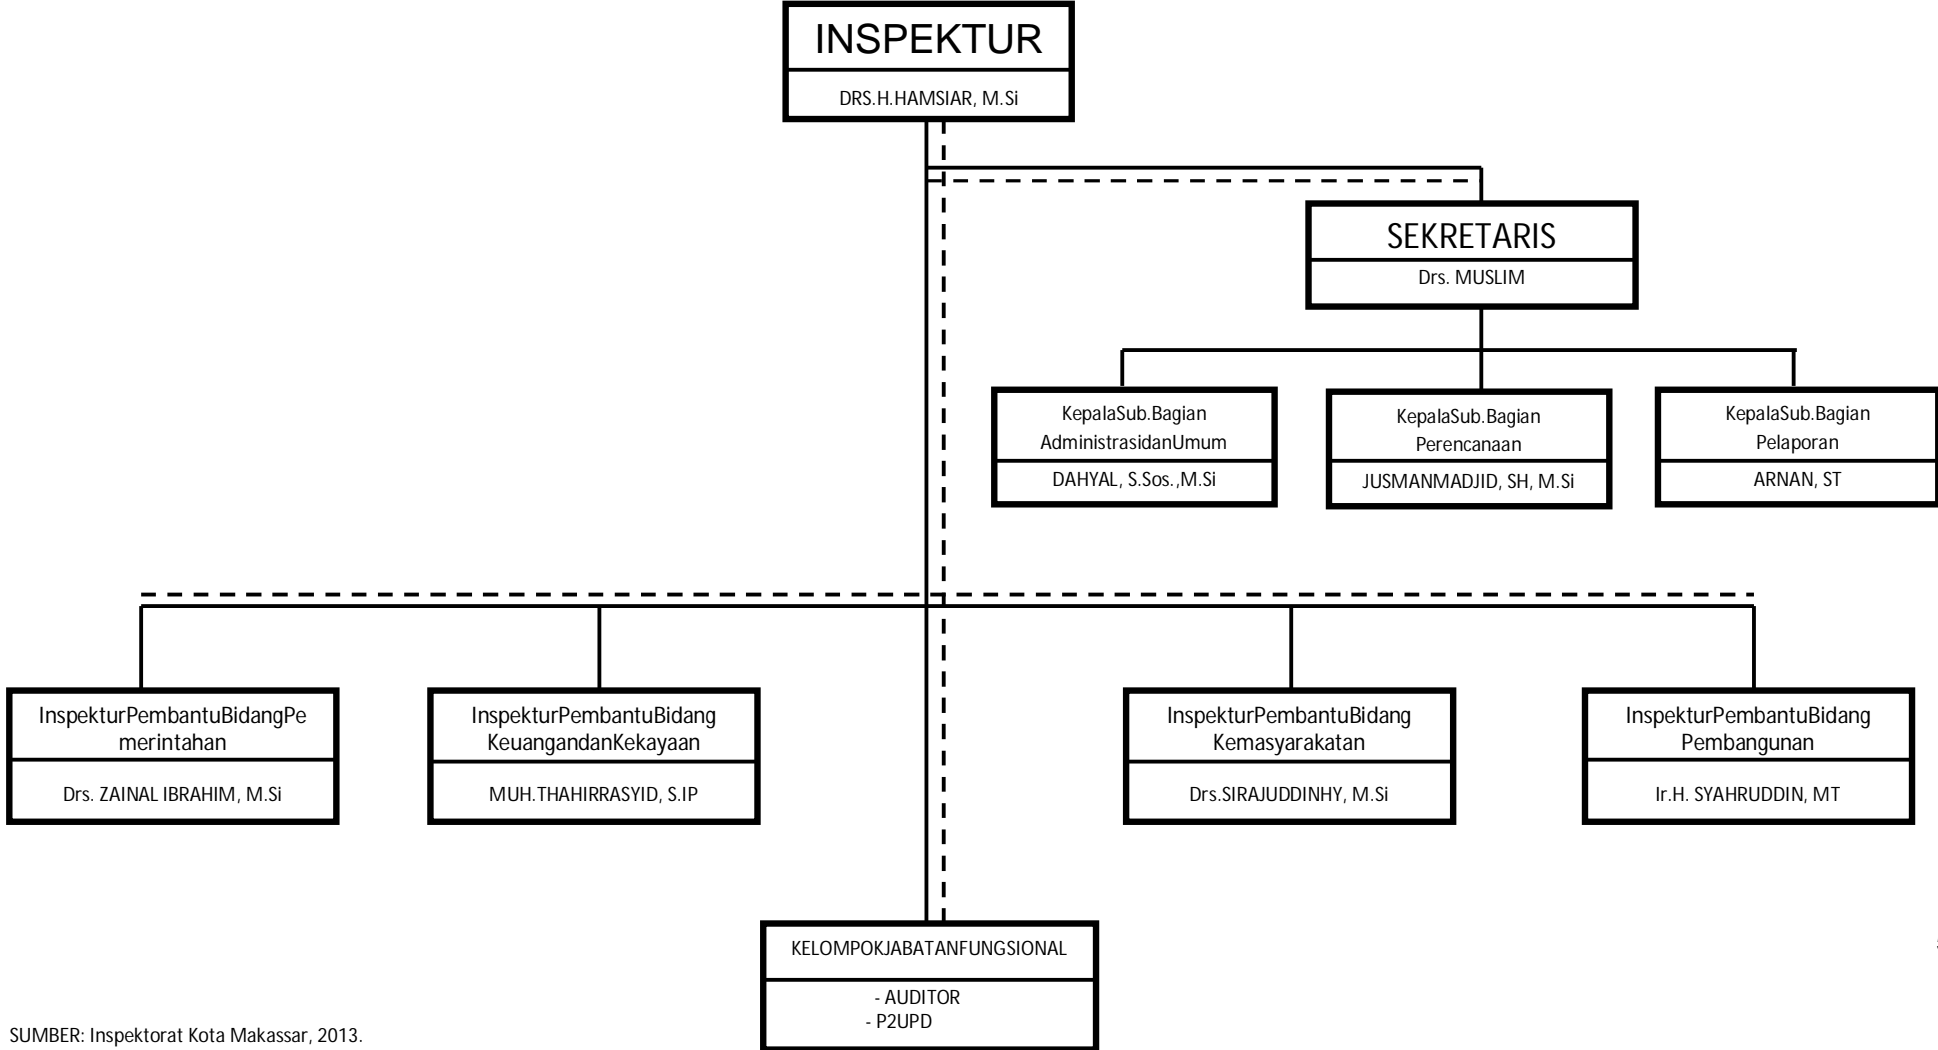 INSPEKTUR
DRS.H.HAMSIAR, M.Si
SEKRETARIS
Drs. MUSLIM
KepalaSub.Bagian
AdministrasidanUmum
DAHYAL, S.Sos.,M.Si
KepalaSub.Bagian
Perencanaan
JUSMANMADJID, SH, M.Si
KepalaSub.Bagian
Pelaporan
ARNAN, ST
InspekturPembantuBidangPe
merintahan
Drs. ZAINAL IBRAHIM, M.Si
InspekturPembantuBidang
KeuangandanKekayaan
MUH.THAHIRRASYID, S.IP
InspekturPembantuBidang
Kemasyarakatan
Drs.SIRAJUDDINHY, M.Si
InspekturPembantuBidang
Pembangunan
Ir.H. SYAHRUDDIN, MT
KELOMPOKJABATANFUNGSIONAL
- AUDITOR
- P2UPD
SUMBER: Inspektorat Kota Makassar, 2013.